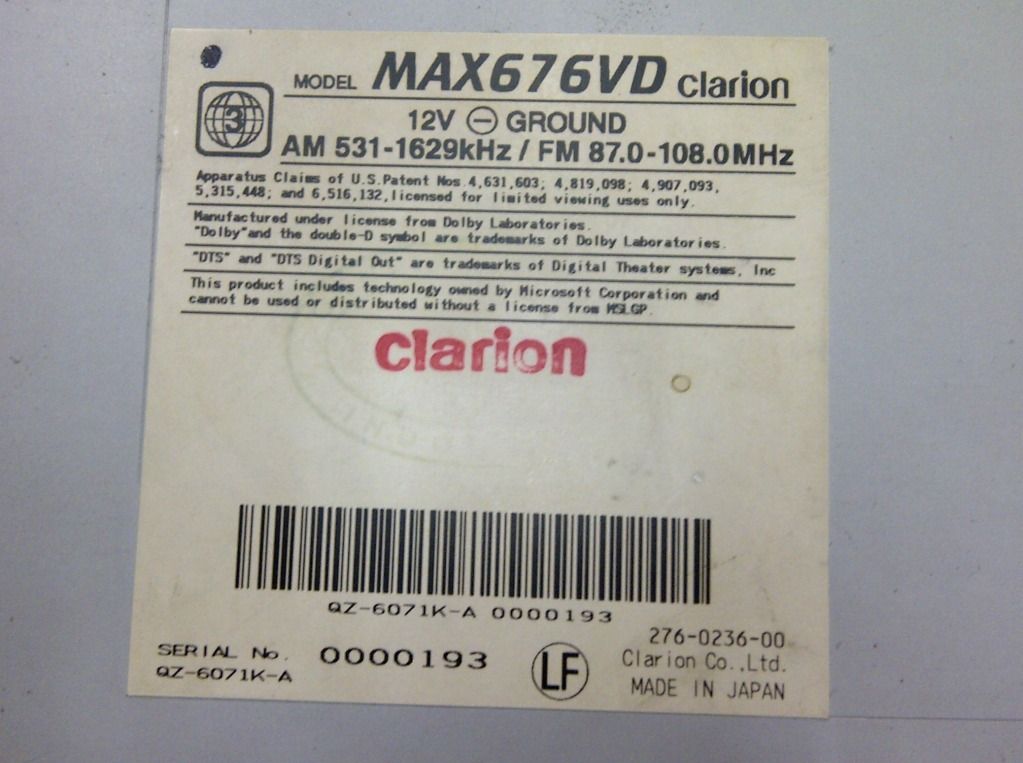 MODEL MAX676VD clarion
3
12V ⊖ GROUND
AM 531-1629kHz / FM 87.0-108.0MHz
Apparatus Claims of U.S.Patent Nos.4,631,603; 4,819,098; 4,907,093,
5,315,448; and 6,516,132,licensed for limited viewing uses only.
Manufactured under license from Dolby Laboratories.
"Dolby"and the double-D symbol are trademarks of Dolby Laboratories.
"DTS" and "DTS Digital Out" are trademarks of Digital Theater systems, Inc
This product includes technology owned by Microsoft Corporation and
cannot be used or distributed without a license from MSLGP.
clarion
QZ-6071K-A 0000193
SERIAL No. 0000193
QZ-6071K-A
LF
276-0236-00
Clarion Co.,Ltd.
MADE IN JAPAN